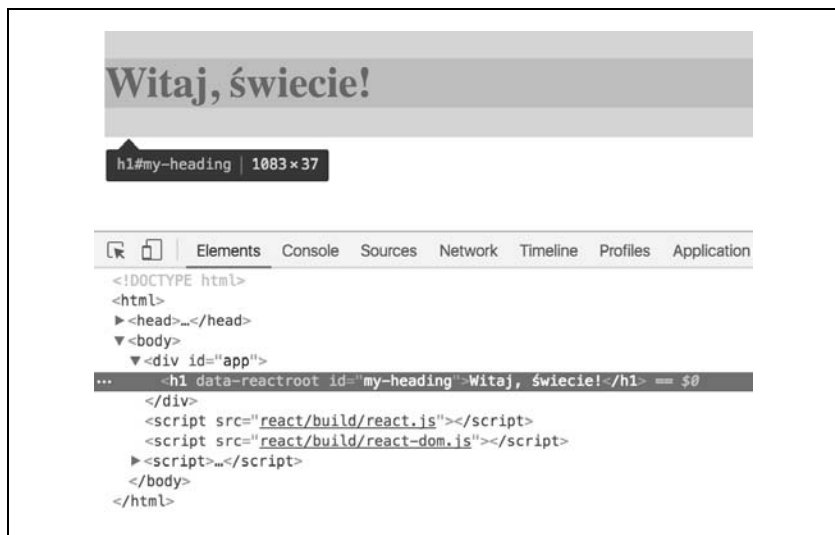 Witaj, świecie!
h1#my-heading | 1083 × 37
Elements Console Sources Network Timeline Profiles Application
<!DOCTYPE html>
<html>
▶<head>…</head>
▼<body>
▼<div id="app">
… <h1 data-reactroot id="my-heading">Witaj, świecie!</h1> == $0
</div>
<script src="react/build/react.js"></script>
<script src="react/build/react-dom.js"></script>
▶<script>…</script>
</body>
</html>